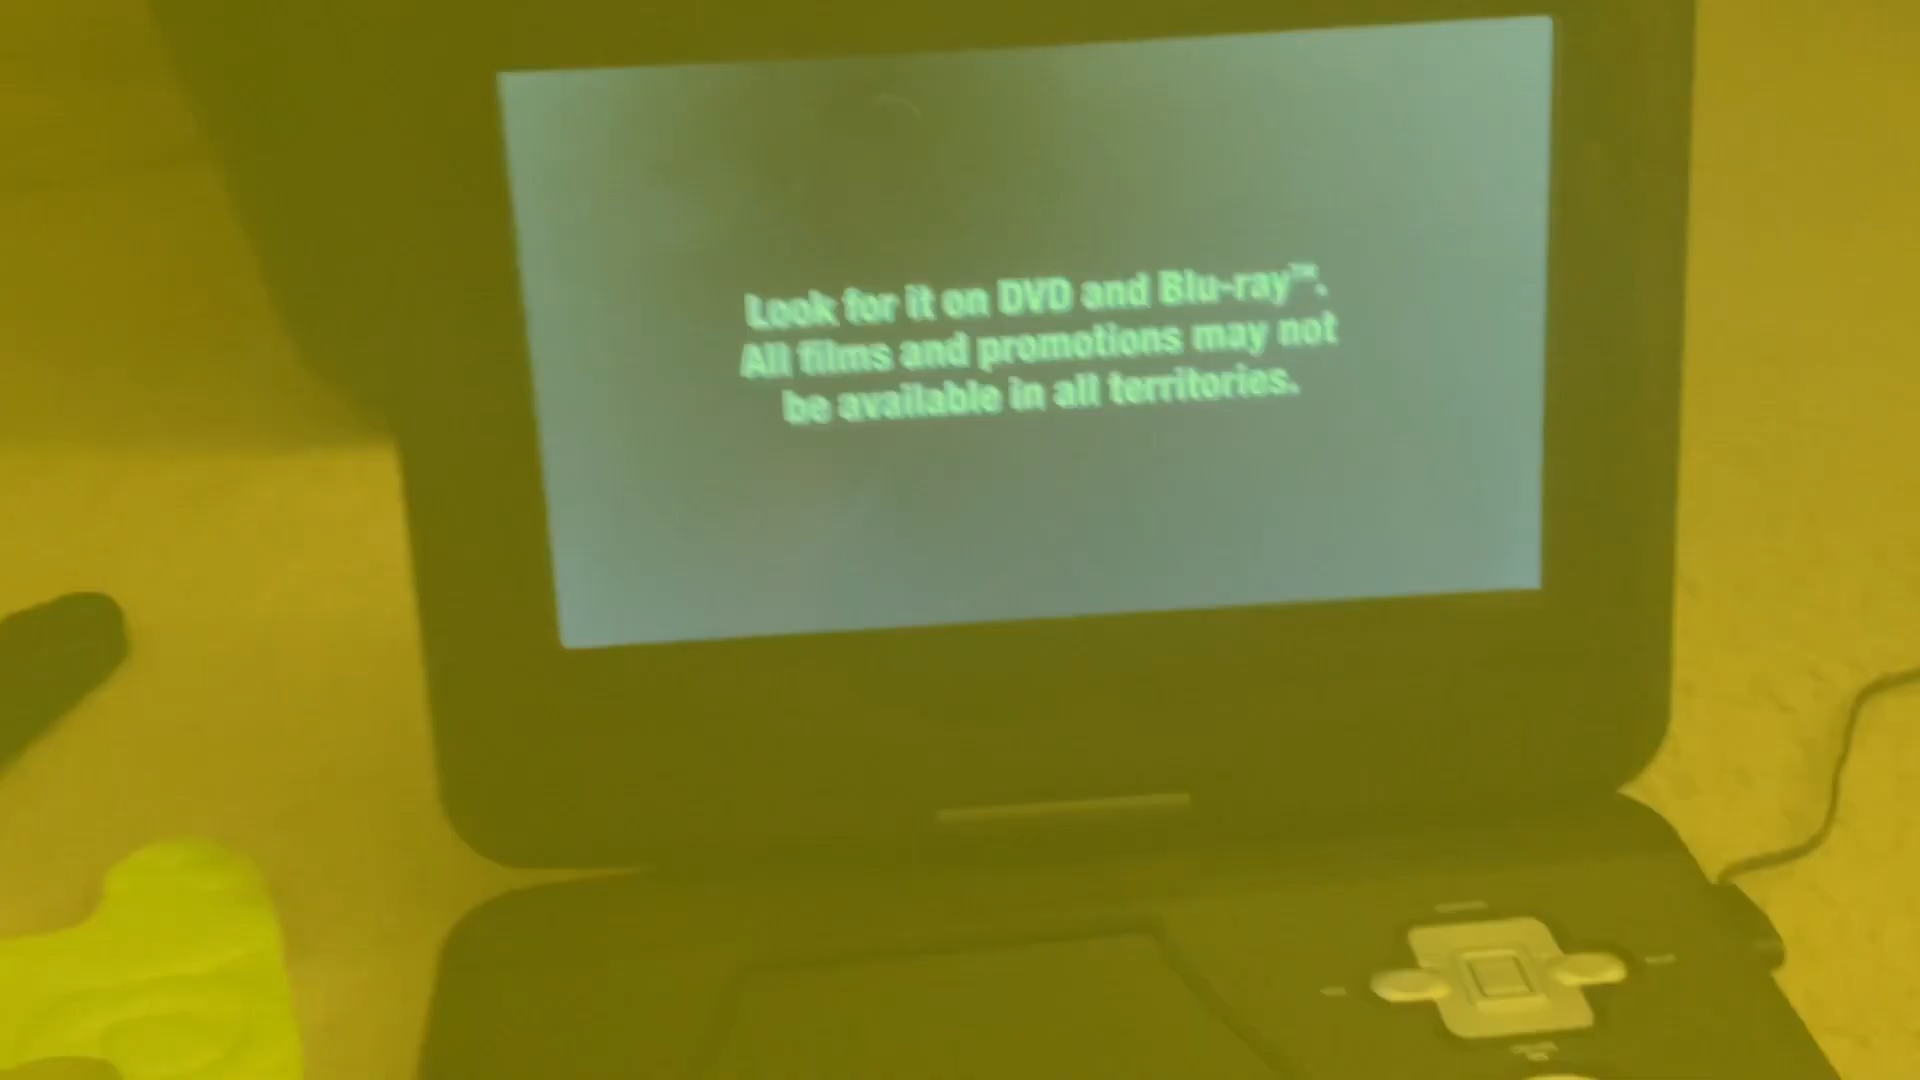 Look for it on DVD and Blu-ray™.
All films and promotions may not
be available in all territories.